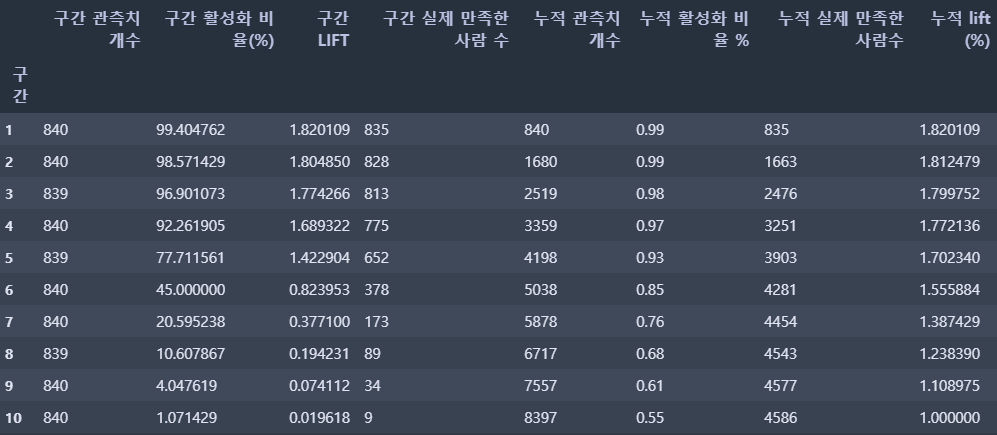 구간 관측치 구간 활성화 비 구간 구간 실제 만족한 누적 관측치 누적 활성화 비 누적 실제 만족한 누적 lift
개수 율(%) LIFT 사람 수 개수 율 % 사람수 (%)
구
간
1 840 99.404762 1.820109 835 840 0.99 835 1.820109
2 840 98.571429 1.804850 828 1680 0.99 1663 1.812479
3 839 96.901073 1.774266 813 2519 0.98 2476 1.799752
4 840 92.261905 1.689322 775 3359 0.97 3251 1.772136
5 839 77.711561 1.422904 652 4198 0.93 3903 1.702340
6 840 45.000000 0.823953 378 5038 0.85 4281 1.555884
7 840 20.595238 0.377100 173 5878 0.76 4454 1.387429
8 839 10.607867 0.194231 89 6717 0.68 4543 1.238390
9 840 4.047619 0.074112 34 7557 0.61 4577 1.108975
10 840 1.071429 0.019618 9 8397 0.55 4586 1.000000